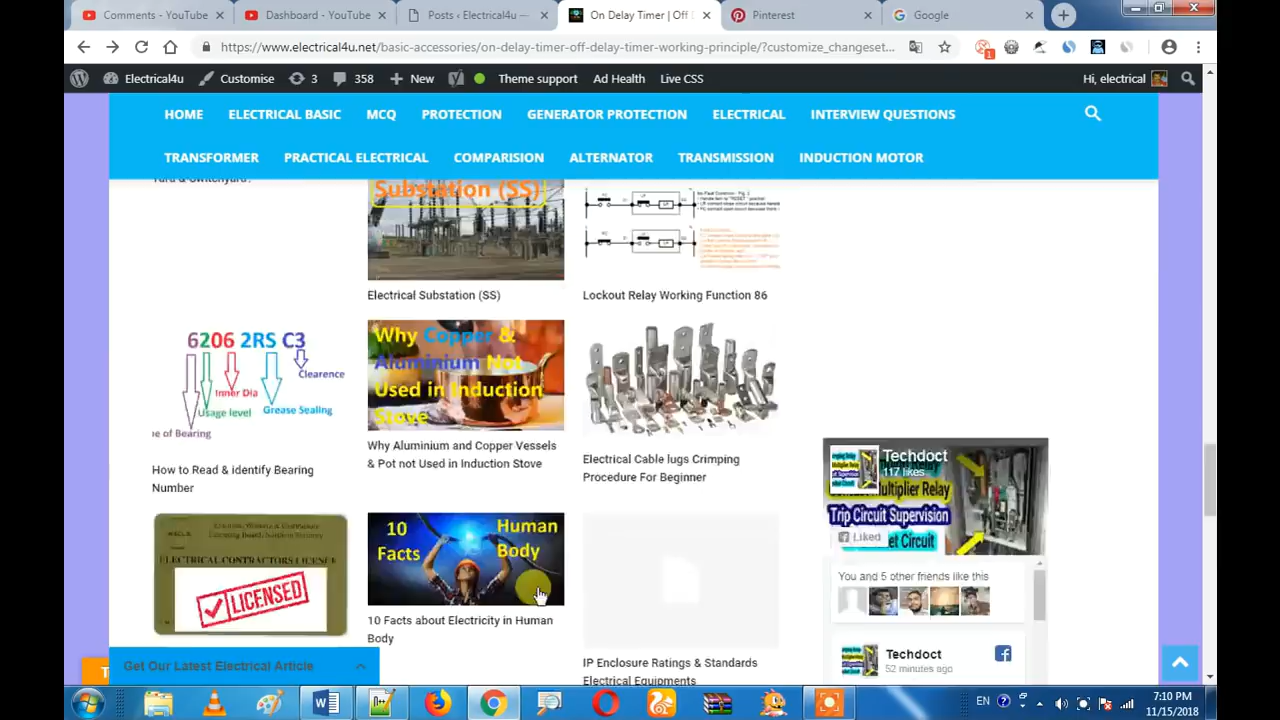 Comments - YouTube
Dashboard - YouTube
Posts ‹ Electrical4u —
On Delay Timer | Off D
Pinterest
Google
https://www.electrical4u.net/basic-accessories/on-delay-timer-off-delay-timer-working-principle/?customize_changeset...
1
Electrical4u
Customise
3
358
New
Theme support
Ad Health
Live CSS
Hi, electrical
HOME
ELECTRICAL BASIC
MCQ
PROTECTION
GENERATOR PROTECTION
ELECTRICAL
INTERVIEW QUESTIONS
TRANSFORMER
PRACTICAL ELECTRICAL
COMPARISION
ALTERNATOR
TRANSMISSION
INDUCTION MOTOR
Substation (SS)
Electrical Substation (SS)
Lockout Relay Working Function 86
6206 2RS C3
Clearence
Inner Dia
Usage level
Grease Sealing
e of Bearing
How to Read & identify Bearing
Number
Why Copper &
Aluminium Not
Used in Induction
Stove
Why Aluminium and Copper Vessels
& Pot not Used in Induction Stove
Electrical Cable lugs Crimping
Procedure For Beginner
Techdoct
117 likes
Multiplier Relay
Trip Circuit Supervision
et Circuit
Liked
You and 5 other friends like this
Techdoct
52 minutes ago
ELECTRICAL CONTRACTORS LICENCE
LICENSED
10
Facts
Human
Body
10 Facts about Electricity in Human
Body
IP Enclosure Ratings & Standards
Electrical Equipments
Get Our Latest Electrical Article
EN
7:10 PM
11/15/2018